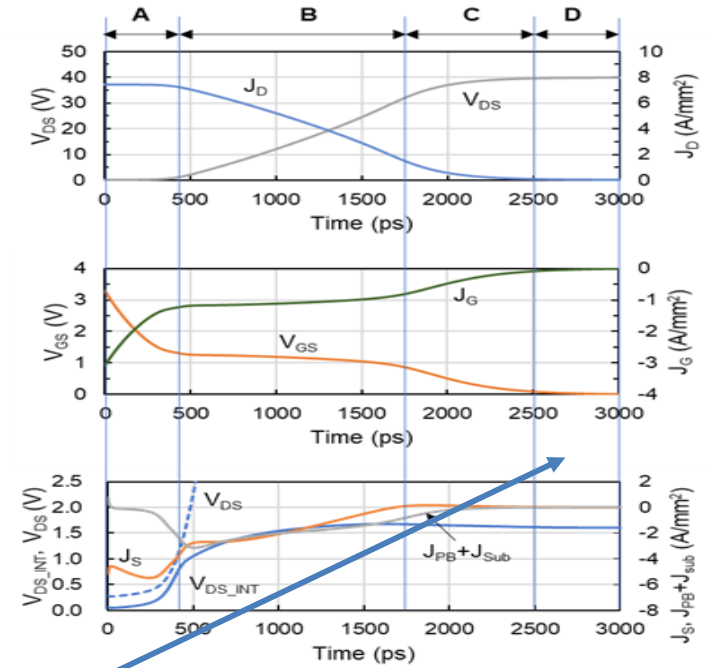 A B C D
50 10
40 8
30 6
20 4
10 2
0 0
V_DS (V)
J_D (A/mm²)
J_D
V_DS
0 500 1000 1500 2000 2500 3000
Time (ps)
4 0
3 -1
2 -2
1 -3
0 -4
V_GS (V)
J_G (A/mm²)
J_G
V_GS
0 500 1000 1500 2000 2500 3000
Time (ps)
2.5 2
2.0 0
1.5 -2
1.0 -4
0.5 -6
0.0 -8
V_DS_INT, V_DS (V)
J_S, J_PB+J_sub (A/mm²)
V_DS
J_S
J_PB+J_Sub
V_DS_INT
0 500 1000 1500 2000 2500 3000
Time (ps)